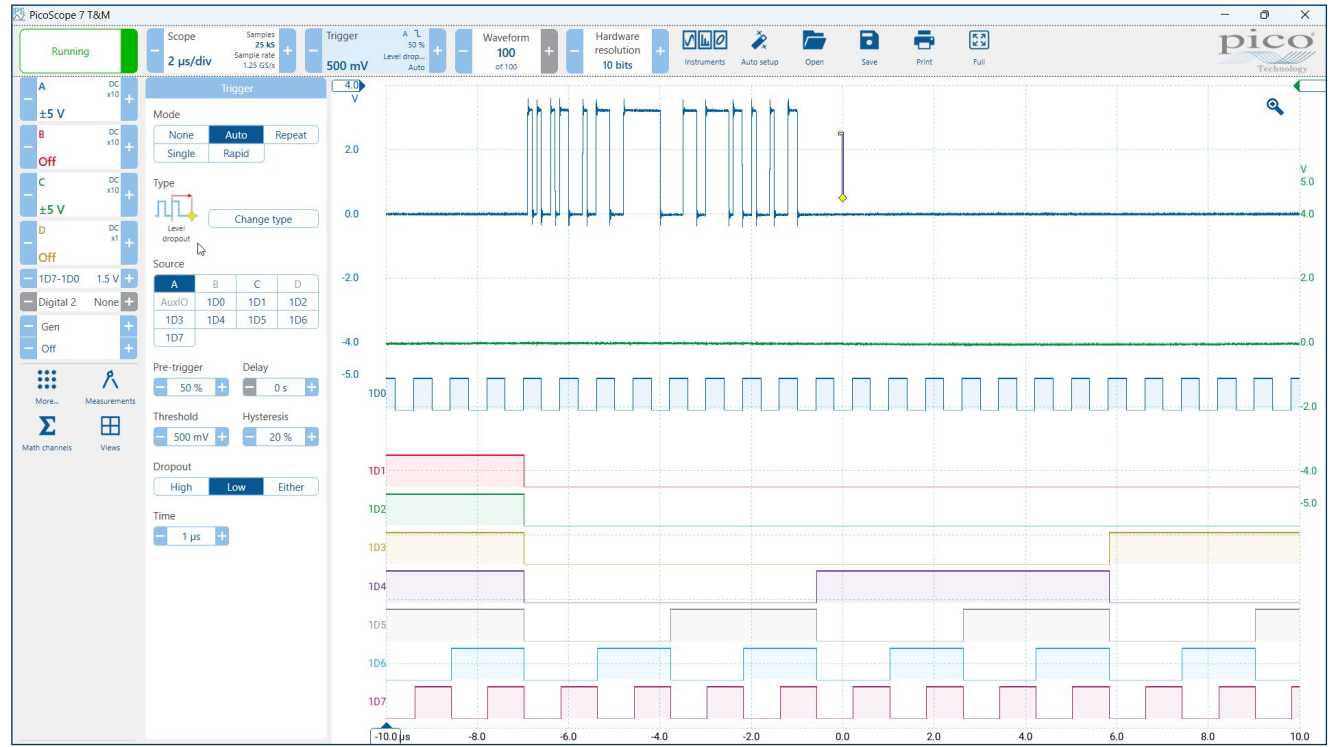 PicoScope 7 T&M
Running
Scope
2 µs/div
Samples
25 kS
Sample rate
1.25 GS/s
Trigger
500 mV
A
50 %
Level drop...
Auto
Waveform
100
of 100
Hardware
resolution
10 bits
Instruments
Auto setup
Open
Save
Print
Full
pico
Technology
A
DC
x10
±5 V
B
DC
x10
Off
C
DC
x10
±5 V
D
DC
x1
Off
1D7-1D0 1.5 V
Digital 2 None
Gen
Off
More...
Measurements
Math channels
Views
Trigger
Mode
None Auto Repeat
Single Rapid
Type
Level
dropout
Change type
Source
A B C D
AuxIO 1D0 1D1 1D2
1D3 1D4 1D5 1D6
1D7
Pre-trigger Delay
50 % 0 s
Threshold Hysteresis
500 mV 20 %
Dropout
High Low Either
Time
1 µs
4.0
V
2.0
0.0
-2.0
-4.0
-5.0
1D0
1D1
1D2
1D3
1D4
1D5
1D6
1D7
V
5.0
4.0
2.0
0.0
-2.0
-4.0
-5.0
-10.0 µs -8.0 -6.0 -4.0 -2.0 0.0 2.0 4.0 6.0 8.0 10.0